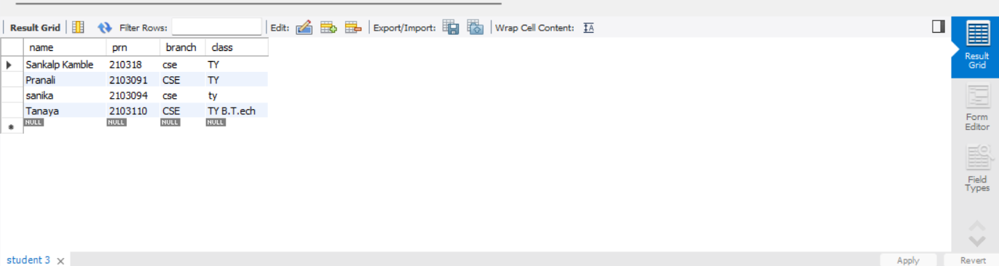 Result Grid Filter Rows: Edit: Export/Import: Wrap Cell Content: IA
name prn branch class
Sankalp Kamble 210318 cse TY
Pranali 2103091 CSE TY
sanika 2103094 cse ty
Tanaya 2103110 CSE TY B.T.ech
NULL NULL NULL NULL
Result
Grid
Form
Editor
Field
Types
student 3 Apply Revert